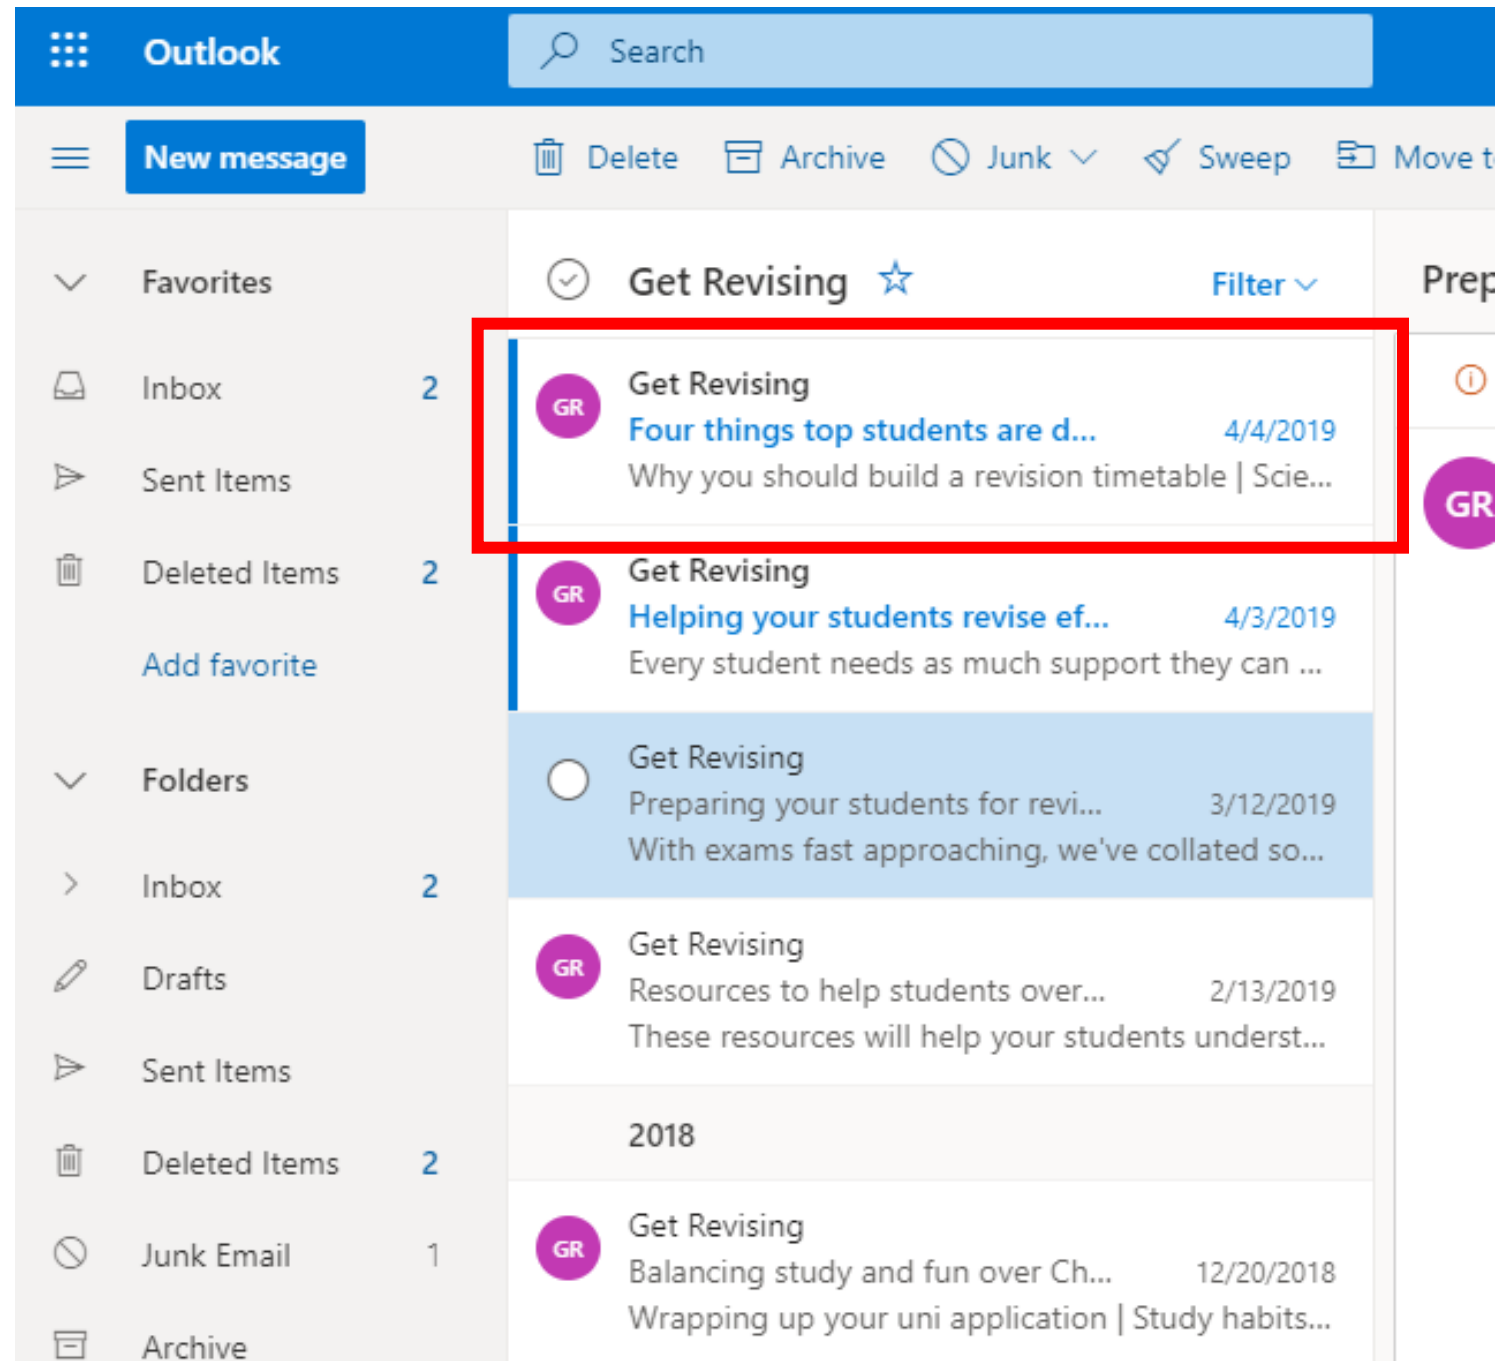 Outlook
Search
New message
Delete Archive Junk Sweep Move t
Favorites
Inbox 2
Sent Items
Deleted Items 2
Add favorite
Folders
Inbox 2
Drafts
Sent Items
Deleted Items 2
Junk Email 1
Archive
Get Revising Filter
GR
Get Revising
Four things top students are d... 4/4/2019
Why you should build a revision timetable | Scie...
GR
Get Revising
Helping your students revise ef... 4/3/2019
Every student needs as much support they can ...
Get Revising
Preparing your students for revi... 3/12/2019
With exams fast approaching, we've collated so...
GR
Get Revising
Resources to help students over... 2/13/2019
These resources will help your students underst...
2018
GR
Get Revising
Balancing study and fun over Ch... 12/20/2018
Wrapping up your uni application | Study habits...
Prep
GR